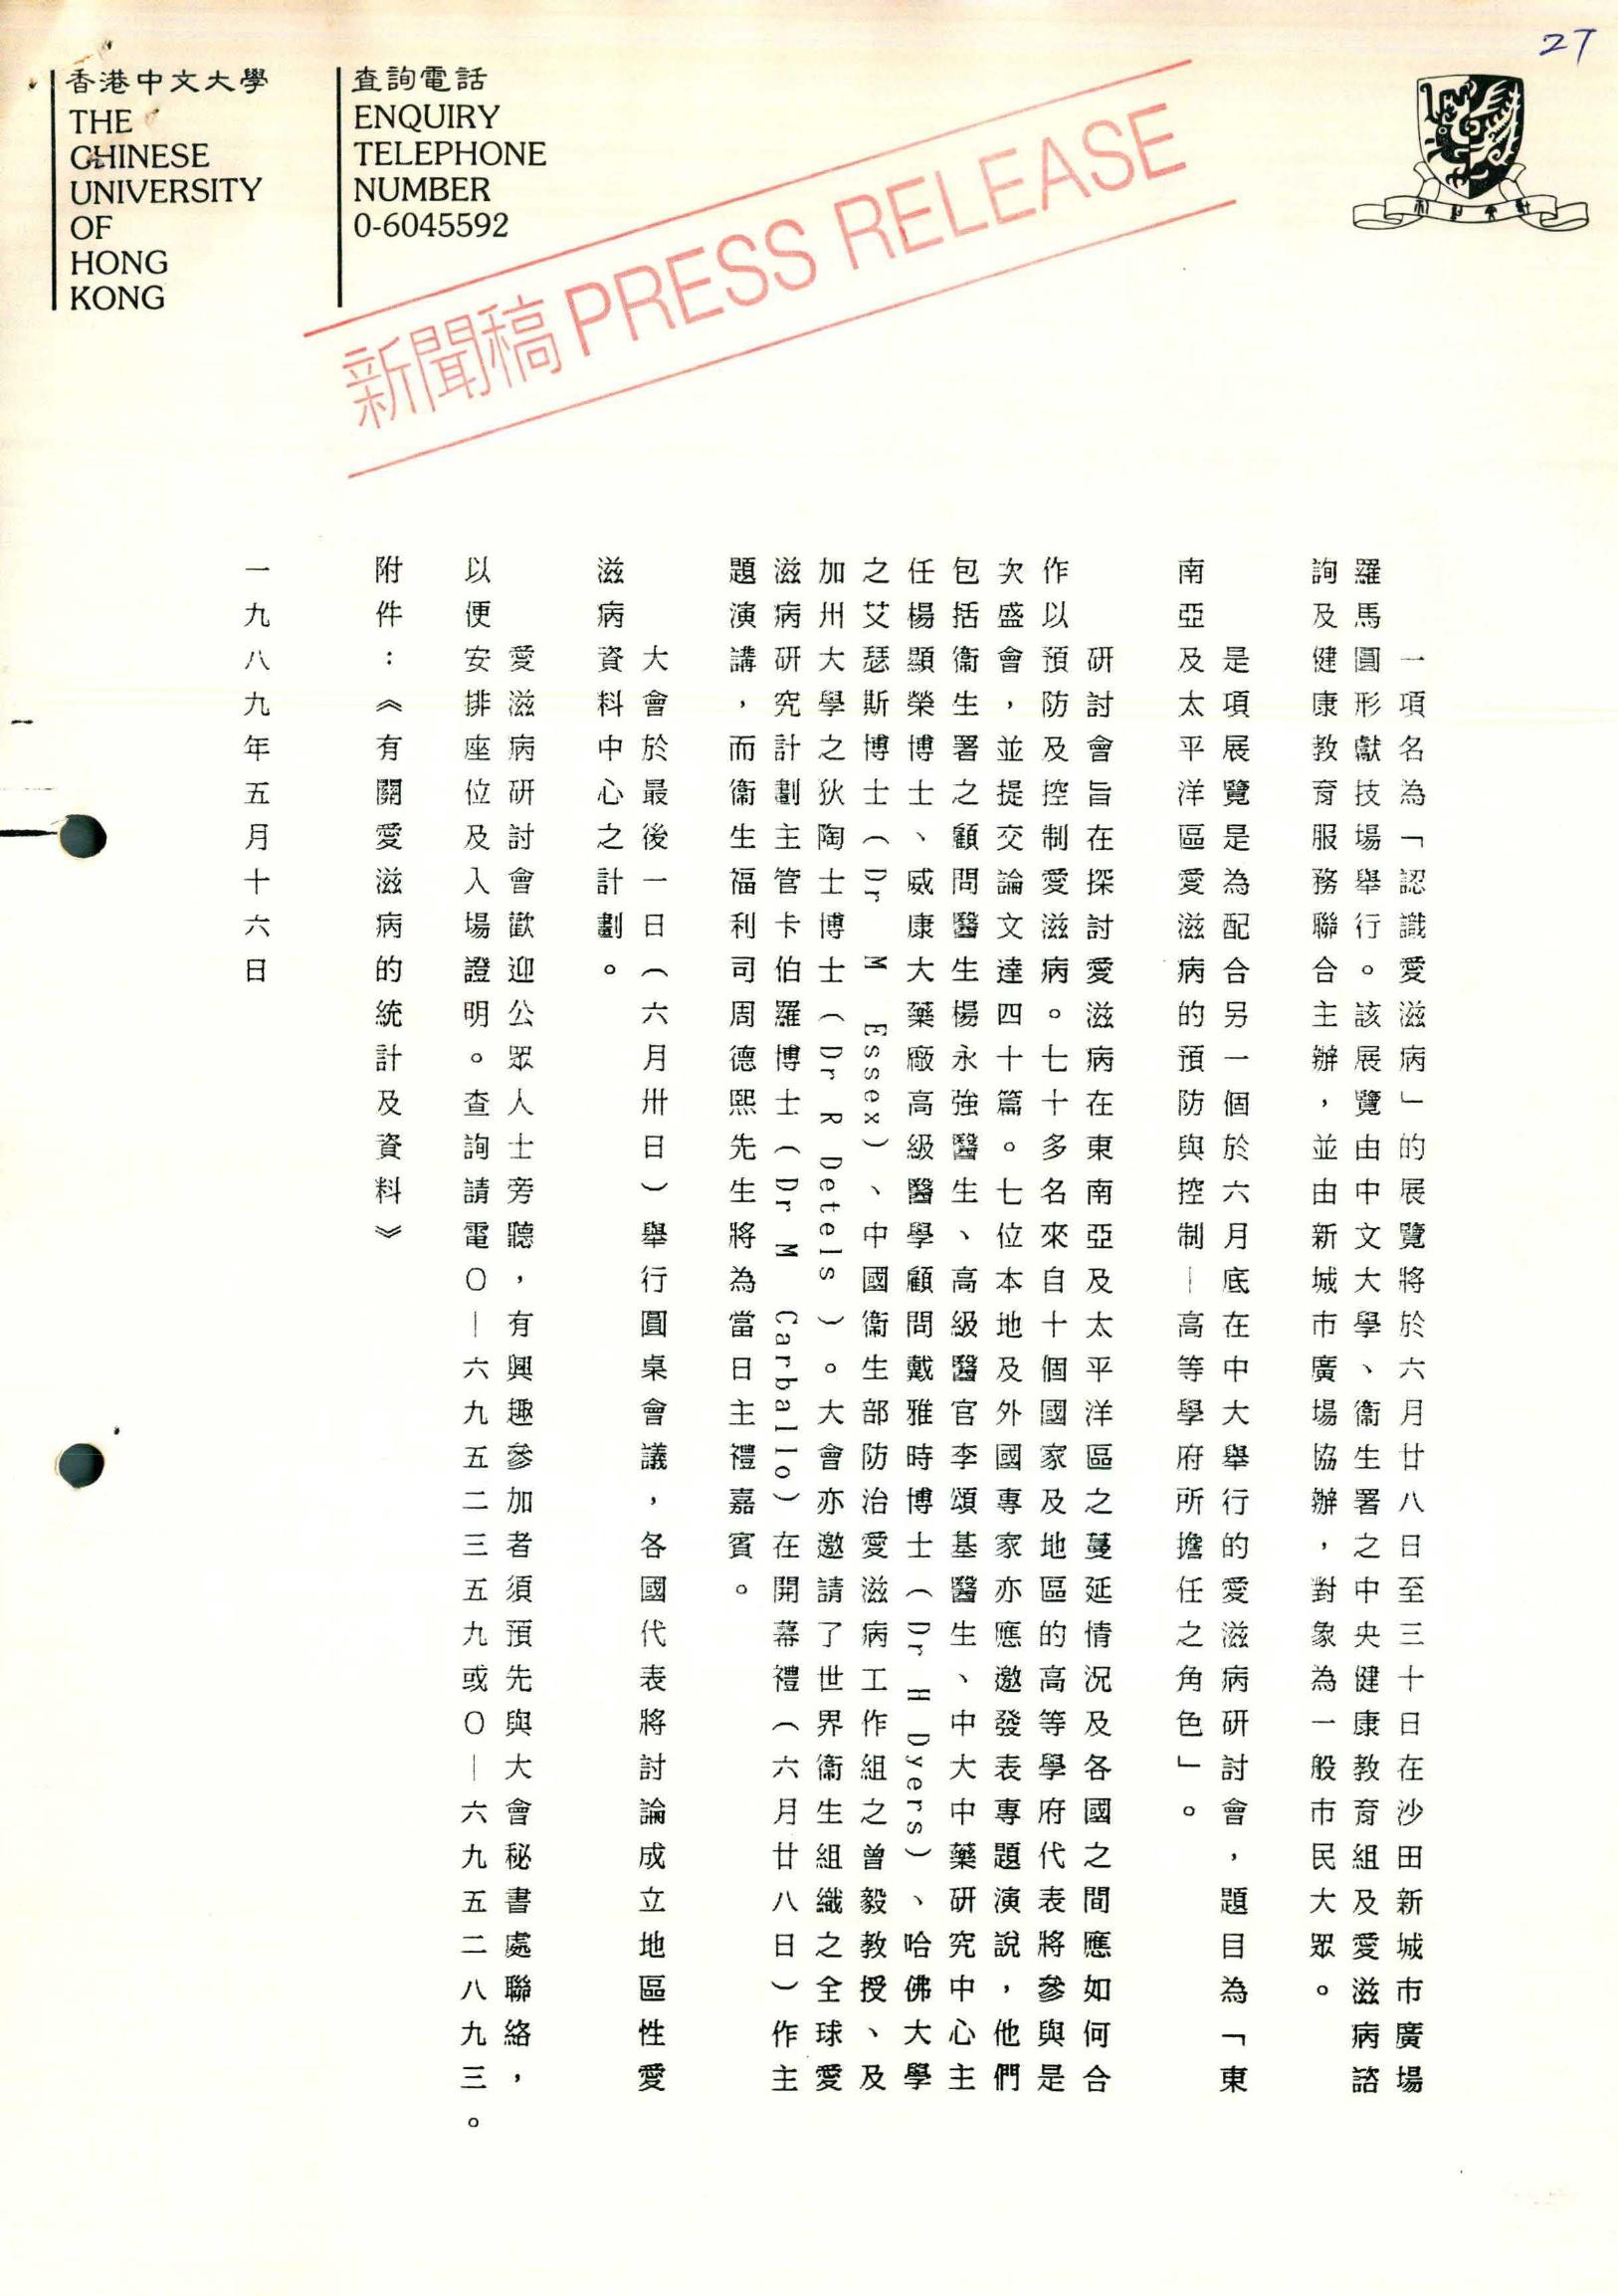 27
香港中文大學
THE
CHINESE
UNIVERSITY
OF
HONG
KONG
查詢電話
ENQUIRY
TELEPHONE
NUMBER
0-6045592
新聞稿 PRESS RELEASE
一項名為「認識愛滋病」的展覽將於六月廿八日至三十日在沙田新城市廣場
羅馬圓形獻技場舉行。該展覽由中文大學、衞生署之中央健康教育組及愛滋病諮
詢及健康教育服務聯合主辦，並由新城市廣場協辦，對象為一般市民大眾。
是項展覽是為配合另一個於六月底在中大舉行的愛滋病研討會，題目為「東
南亞及太平洋區愛滋病的預防與控制—高等學府所擔任之角色」。
研討會旨在探討愛滋病在東南亞及太平洋區之蔓延情況及各國之間應如何合
作以預防及控制愛滋病。七十多名來自十個國家及地區的高等學府代表將參與是
次盛會，並提交論文達四十篇。七位本地及外國專家亦應邀發表專題演說，他們
包括衞生署之顧問醫生楊永強醫生、高級醫官李頌基醫生、中大中藥研究中心主
任楊顯榮博士、威康大藥廠高級醫學顧問戴雅時博士（Dr H Dyers）、哈佛大學
之艾瑟斯博士（Dr M Essex）、中國衞生部防治愛滋病工作組之曾毅教授、及
加州大學之狄陶士博士（Dr R Detels）。大會亦邀請了世界衞生組織之全球愛
滋病研究計劃主管卡伯羅博士（Dr M Carballo）在開幕禮（六月廿八日）作主
題演講，而衞生福利司周德熙先生將為當日主禮嘉賓。
大會於最後一日（六月卅日）舉行圓桌會議，各國代表將討論成立地區性愛
滋病資料中心之計劃。
愛滋病研討會歡迎公眾人士旁聽，有興趣參加者須預先與大會秘書處聯絡，
以便安排座位及入場證明。查詢請電〇—六九五二三五九或〇—六九五二八九三。
附件：《有關愛滋病的統計及資料》
一九八九年五月十六日